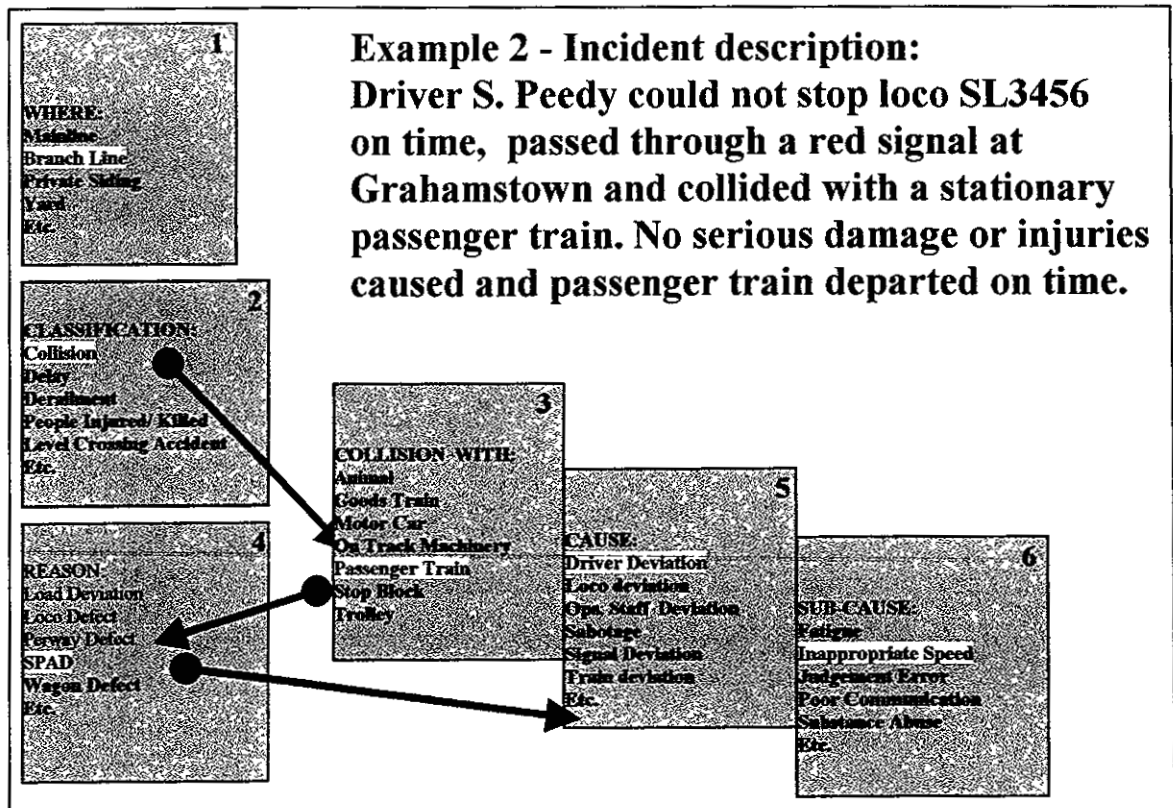 Example 2 - Incident description:
Driver S. Peedy could not stop loco SL3456
on time, passed through a red signal at
Grahamstown and collided with a stationary
passenger train. No serious damage or injuries
caused and passenger train departed on time.
1
WHERE:
Mainline
Branch Line
Private Siding
Yard
Etc.
2
CLASSIFICATION:
Collision
Delay
Derailment
People Injured/ Killed
Level Crossing Accident
Etc.
3
COLLISION WITH:
Animal
Goods Train
Motor Car
On Track Machinery
Passenger Train
Stop Block
Trolley
4
REASON:
Load Deviation
Loco Defect
Perway Defect
SPAD
Wagon Defect
Etc.
5
CAUSE:
Driver Deviation
Loco deviation
Ops. Staff Deviation
Sabotage
Signal Deviation
Train deviation
Etc.
6
SUB-CAUSE:
Fatigue
Inappropriate Speed
Judgement Error
Poor Communication
Substance Abuse
Etc.